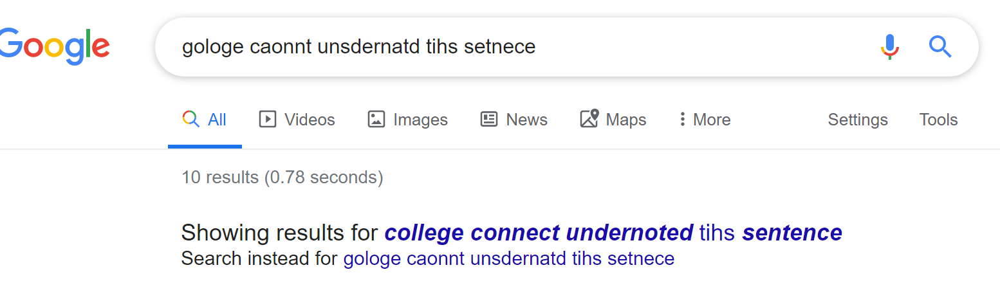 Google gologe caonnt unsdernatd tihs setnece
All Videos Images News Maps More Settings Tools
10 results (0.78 seconds)
Showing results for college connect undernoted tihs sentence
Search instead for gologe caonnt unsdernatd tihs setnece